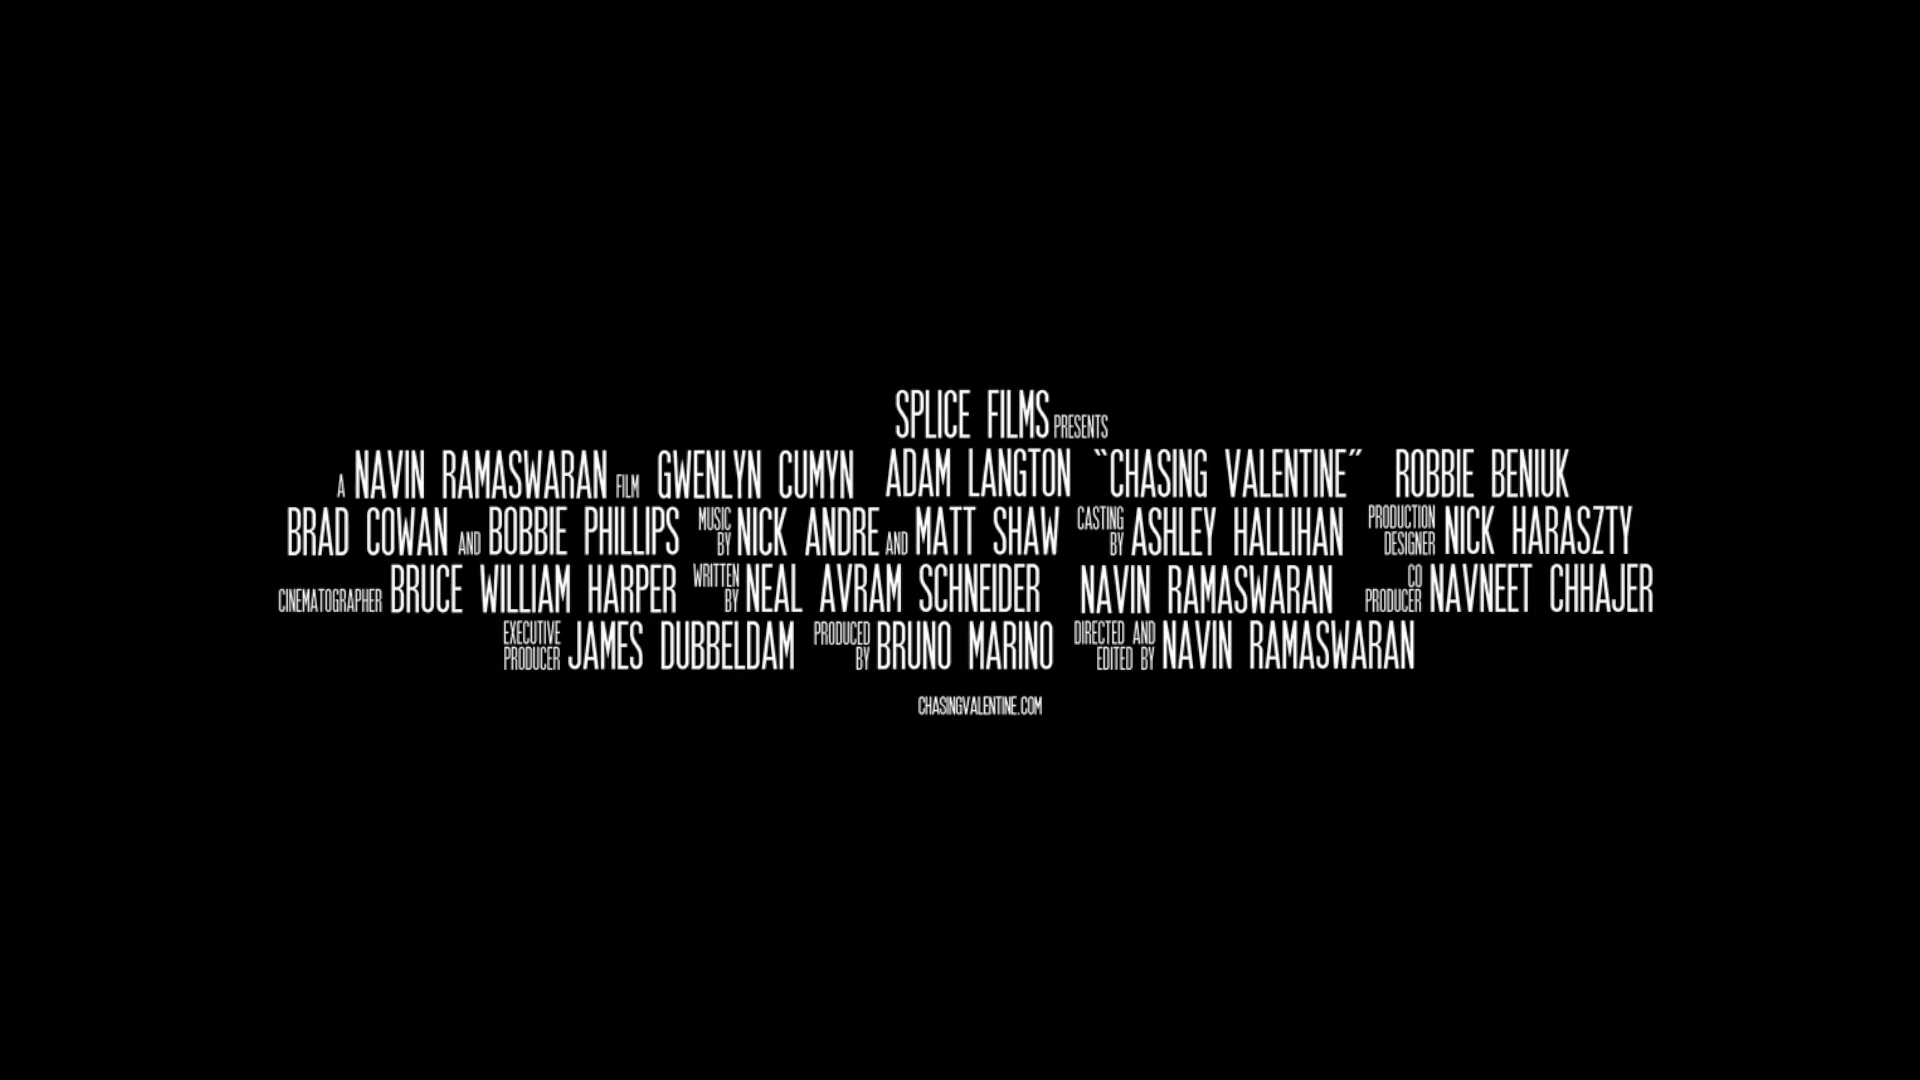 SPLICE FILMS PRESENTS
A NAVIN RAMASWARAN FILM GWENLYN CUMYN ADAM LANGTON “CHASING VALENTINE” ROBBIE BENIUK
BRAD COWAN AND BOBBIE PHILLIPS MUSIC BY NICK ANDRE AND MATT SHAW CASTING BY ASHLEY HALLIHAN PRODUCTION DESIGNER NICK HARASZTY
CINEMATOGRAPHER BRUCE WILLIAM HARPER WRITTEN BY NEAL AVRAM SCHNEIDER NAVIN RAMASWARAN CO PRODUCER NAVNEET CHHAJER
EXECUTIVE PRODUCER JAMES DUBBELDAM PRODUCED BY BRUNO MARINO DIRECTED AND EDITED BY NAVIN RAMASWARAN
CHASINGVALENTINE.COM